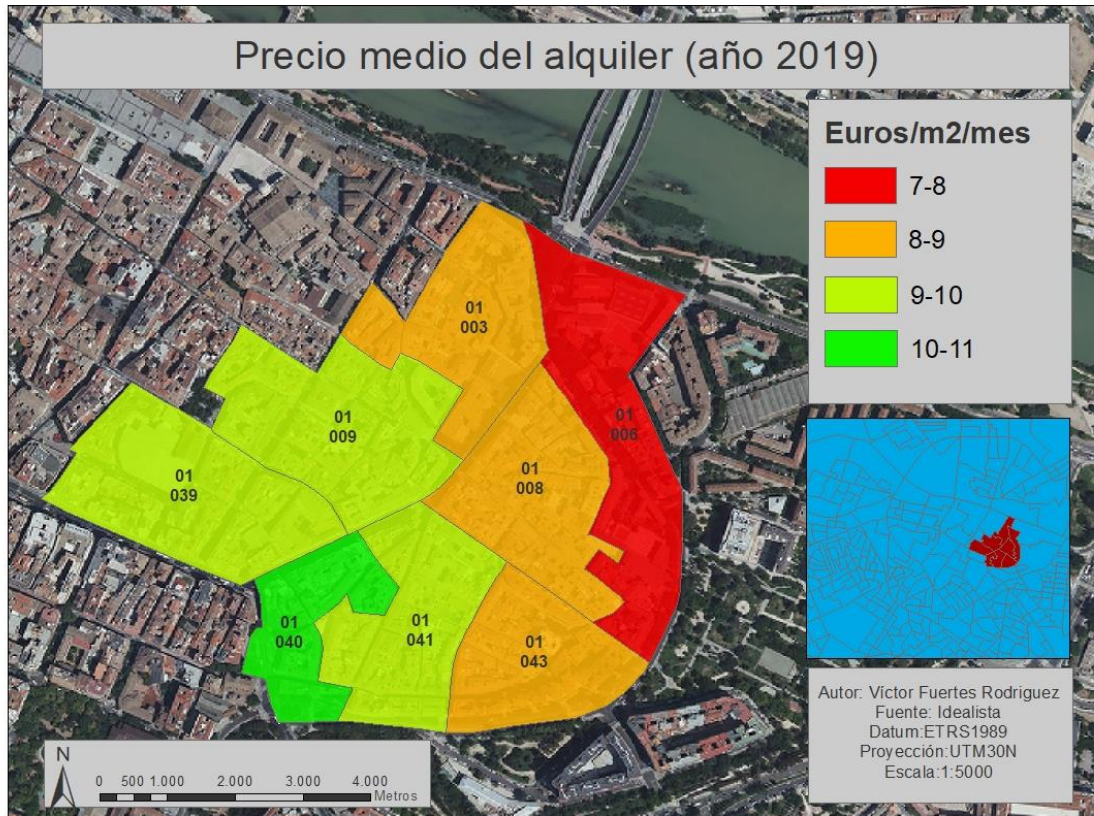 Precio medio del alquiler (año 2019)
Euros/m2/mes
7-8
8-9
9-10
10-11
01
003
01
006
01
009
01
008
01
039
01
040
01
041
01
043
Autor: Víctor Fuertes Rodriguez
Fuente: Idealista
Datum:ETRS1989
Proyección:UTM30N
Escala:1:5000
N
0 500 1.000 2.000 3.000 4.000
Metros